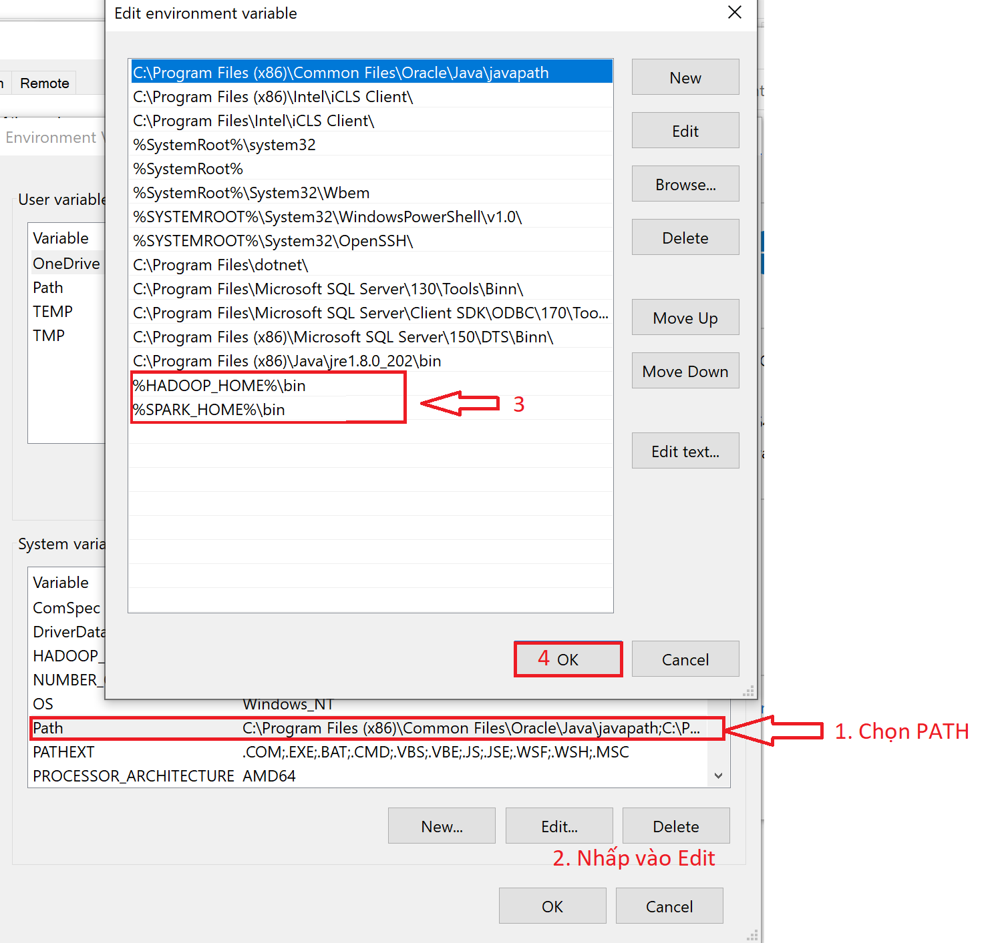 Edit environment variable
Remote
Environment
C:\Program Files (x86)\Common Files\Oracle\Java\javapath
C:\Program Files (x86)\Intel\iCLS Client\
C:\Program Files\Intel\iCLS Client\
%SystemRoot%\system32
%SystemRoot%
%SystemRoot%\System32\Wbem
%SYSTEMROOT%\System32\WindowsPowerShell\v1.0\
%SYSTEMROOT%\System32\OpenSSH\
C:\Program Files\dotnet\
C:\Program Files\Microsoft SQL Server\130\Tools\Binn\
C:\Program Files\Microsoft SQL Server\Client SDK\ODBC\170\Too...
C:\Program Files (x86)\Microsoft SQL Server\150\DTS\Binn\
C:\Program Files (x86)\Java\jre1.8.0_202\bin
%HADOOP_HOME%\bin
%SPARK_HOME%\bin
3
New
Edit
Browse...
Delete
Move Up
Move Down
Edit text...
4 OK
Cancel
User variable
Variable
OneDrive
Path
TEMP
TMP
System varia
Variable
ComSpec
DriverData
HADOOP_
NUMBER_
OS Windows_NT
Path C:\Program Files (x86)\Common Files\Oracle\Java\javapath;C:\P...
1. Chọn PATH
PATHEXT .COM;.EXE;.BAT;.CMD;.VBS;.VBE;.JS;.JSE;.WSF;.WSH;.MSC
PROCESSOR_ARCHITECTURE AMD64
New... Edit... Delete
2. Nhấp vào Edit
OK Cancel